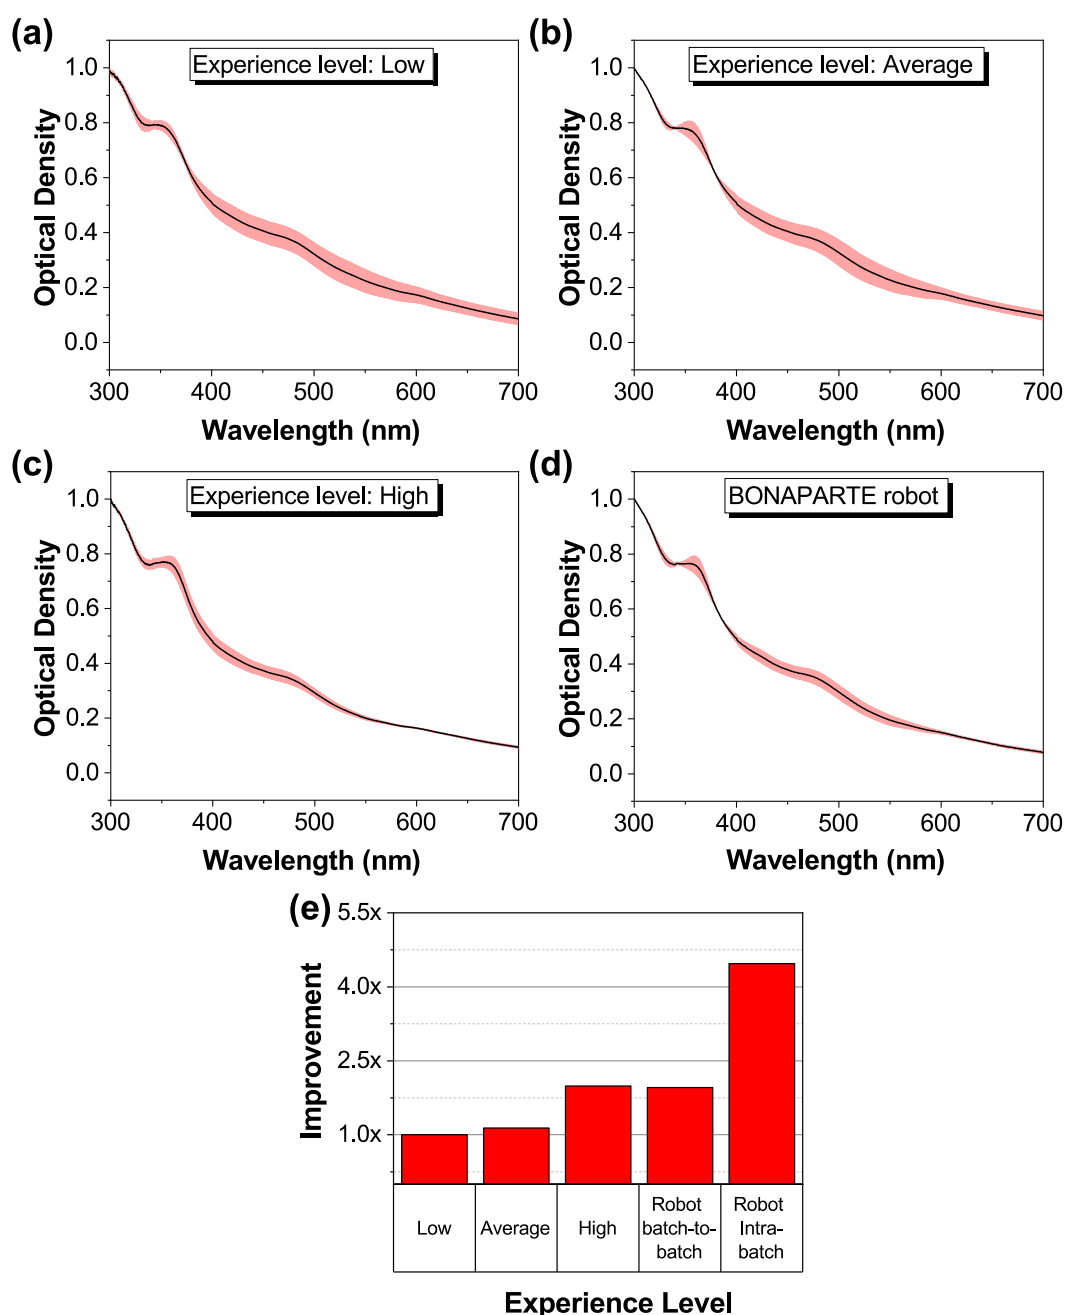 (a)
Experience level: Low
Optical Density
1.0
0.8
0.6
0.4
0.2
0.0
300
400
500
600
700
Wavelength (nm)
(b)
Experience level: Average
Optical Density
1.0
0.8
0.6
0.4
0.2
0.0
300
400
500
600
700
Wavelength (nm)
(c)
Experience level: High
Optical Density
1.0
0.8
0.6
0.4
0.2
0.0
300
400
500
600
700
Wavelength (nm)
(d)
BONAPARTE robot
Optical Density
1.0
0.8
0.6
0.4
0.2
0.0
300
400
500
600
700
Wavelength (nm)
(e)
Improvement
5.5x
4.0x
2.5x
1.0x
Low
Average
High
Robot
batch-to-
batch
Robot
Intra-
batch
Experience Level